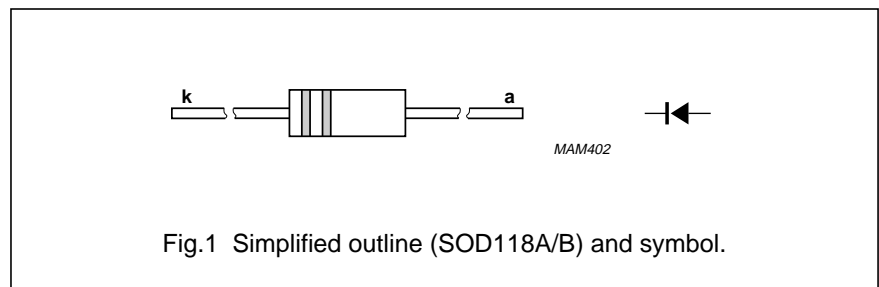 k a
MAM402
Fig.1 Simplified outline (SOD118A/B) and symbol.